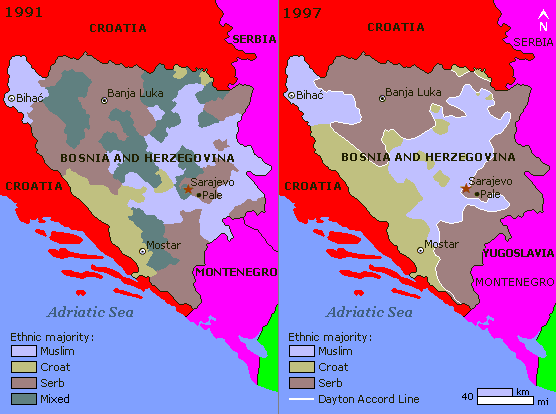 1991
CROATIA
SERBIA
Bihać
Banja Luka
BOSNIA AND HERZEGOVINA
CROATIA
Sarajevo
Pale
Mostar
MONTENEGRO
Adriatic Sea
Ethnic majority:
Muslim
Croat
Serb
Mixed
1997
CROATIA
N
SERBIA
Bihać
Banja Luka
BOSNIA AND HERZEGOVINA
CROATIA
Sarajevo
Pale
Mostar
YUGOSLAVIA
MONTENEGRO
Adriatic Sea
Ethnic majority:
Muslim
Croat
Serb
Dayton Accord Line
40 km
mi